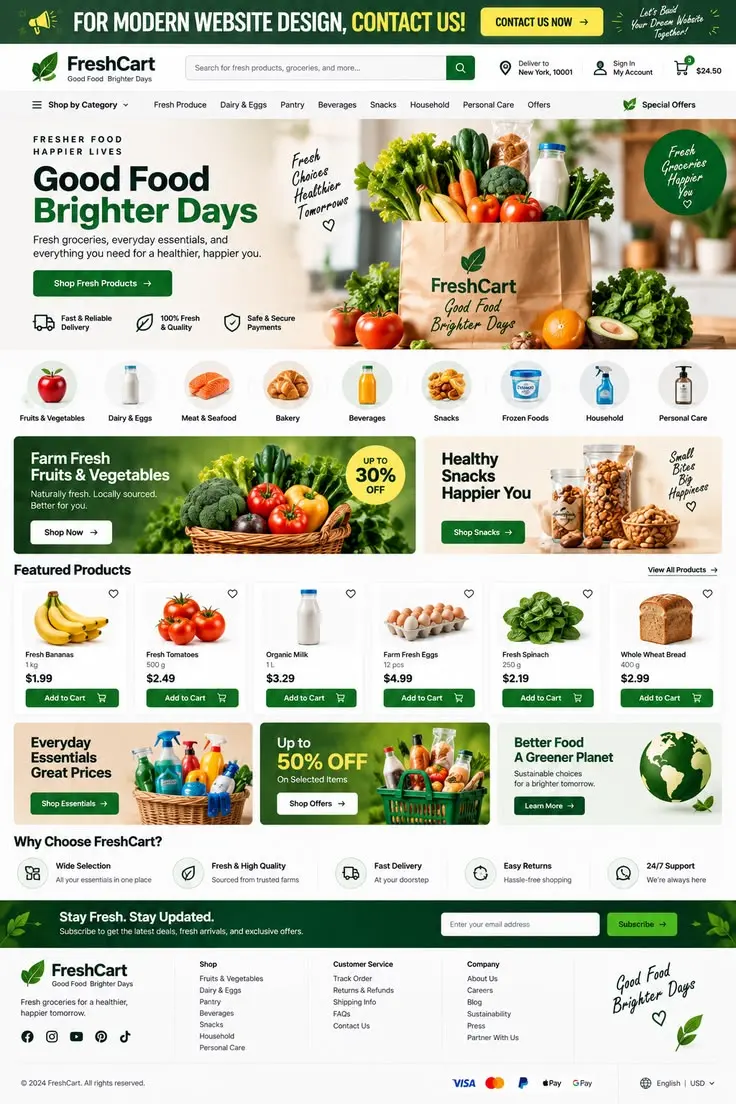 FOR MODERN WEBSITE DESIGN, CONTACT US!
CONTACT US NOW →
Let's Build
Your Dream Website
Together!
FreshCart
Good Food Brighter Days
Search for fresh products, groceries, and more...
Deliver to
New York, 10001
Sign In
My Account
3
$24.50
Shop by Category
Fresh Produce
Dairy & Eggs
Pantry
Beverages
Snacks
Household
Personal Care
Offers
Special Offers
FRESHER FOOD
HAPPIER LIVES
Good Food
Brighter Days
Fresh groceries, everyday essentials, and
everything you need for a healthier, happier you.
Shop Fresh Products →
Fast & Reliable
Delivery
100% Fresh
& Quality
Safe & Secure
Payments
Fresh
Choices
Healthier
Tomorrows
FreshCart
Good Food
Brighter Days
Fresh
Groceries
Happier
You
Fruits & Vegetables
Dairy & Eggs
Meat & Seafood
Bakery
Beverages
Snacks
Frozen Foods
Household
Personal Care
Farm Fresh
Fruits & Vegetables
Naturally fresh. Locally sourced.
Better for you.
Shop Now →
UP TO
30%
OFF
Healthy
Snacks
Happier You
Shop Snacks →
Small
Bites
Big
Happiness
Featured Products
View All Products →
Fresh Bananas
1 kg
$1.99
Add to Cart
Fresh Tomatoes
500 g
$2.49
Add to Cart
Organic Milk
1 L
$3.29
Add to Cart
Farm Fresh Eggs
12 pcs
$4.99
Add to Cart
Fresh Spinach
250 g
$2.19
Add to Cart
Whole Wheat Bread
400 g
$2.99
Add to Cart
Everyday
Essentials
Great Prices
Shop Essentials →
Up to
50% OFF
On Selected Items
Shop Offers →
Better Food
A Greener Planet
Sustainable choices
for a brighter tomorrow.
Learn More →
Why Choose FreshCart?
Wide Selection
All your essentials in one place
Fresh & High Quality
Sourced from trusted farms
Fast Delivery
At your doorstep
Easy Returns
Hassle-free shopping
24/7 Support
We're always here
Stay Fresh. Stay Updated.
Subscribe to get the latest deals, fresh arrivals, and exclusive offers.
Enter your email address
Subscribe →
FreshCart
Good Food Brighter Days
Fresh groceries for a healthier,
happier tomorrow.
Shop
Fruits & Vegetables
Dairy & Eggs
Pantry
Beverages
Snacks
Household
Personal Care
Customer Service
Track Order
Returns & Refunds
Shipping Info
FAQs
Contact Us
Company
About Us
Careers
Blog
Sustainability
Press
Partner With Us
Good Food
Brighter Days
© 2024 FreshCart. All rights reserved.
VISA
Pay
G Pay
English | USD